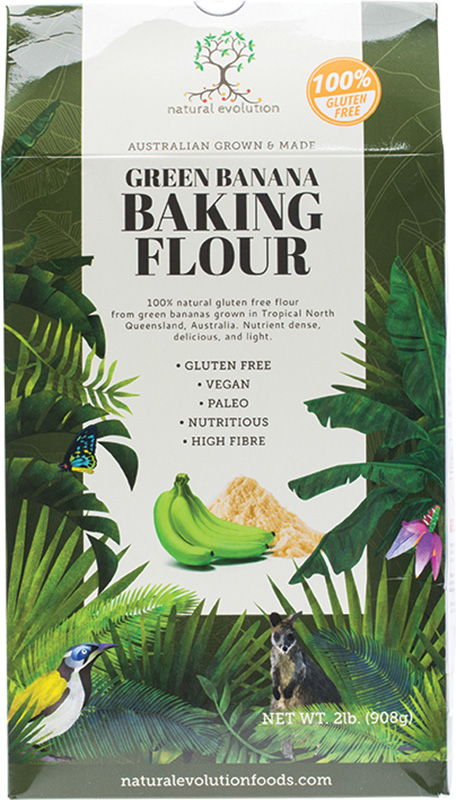 natural evolution
100%
GLUTEN
FREE
AUSTRALIAN GROWN & MADE
GREEN BANANA
BAKING
FLOUR
100% natural gluten free flour
from green bananas grown in Tropical North
Queensland, Australia. Nutrient dense,
delicious, and light.
• GLUTEN FREE
• VEGAN
• PALEO
• NUTRITIOUS
• HIGH FIBRE
NET WT. 2lb. (908g)
naturalevolutionfoods.com